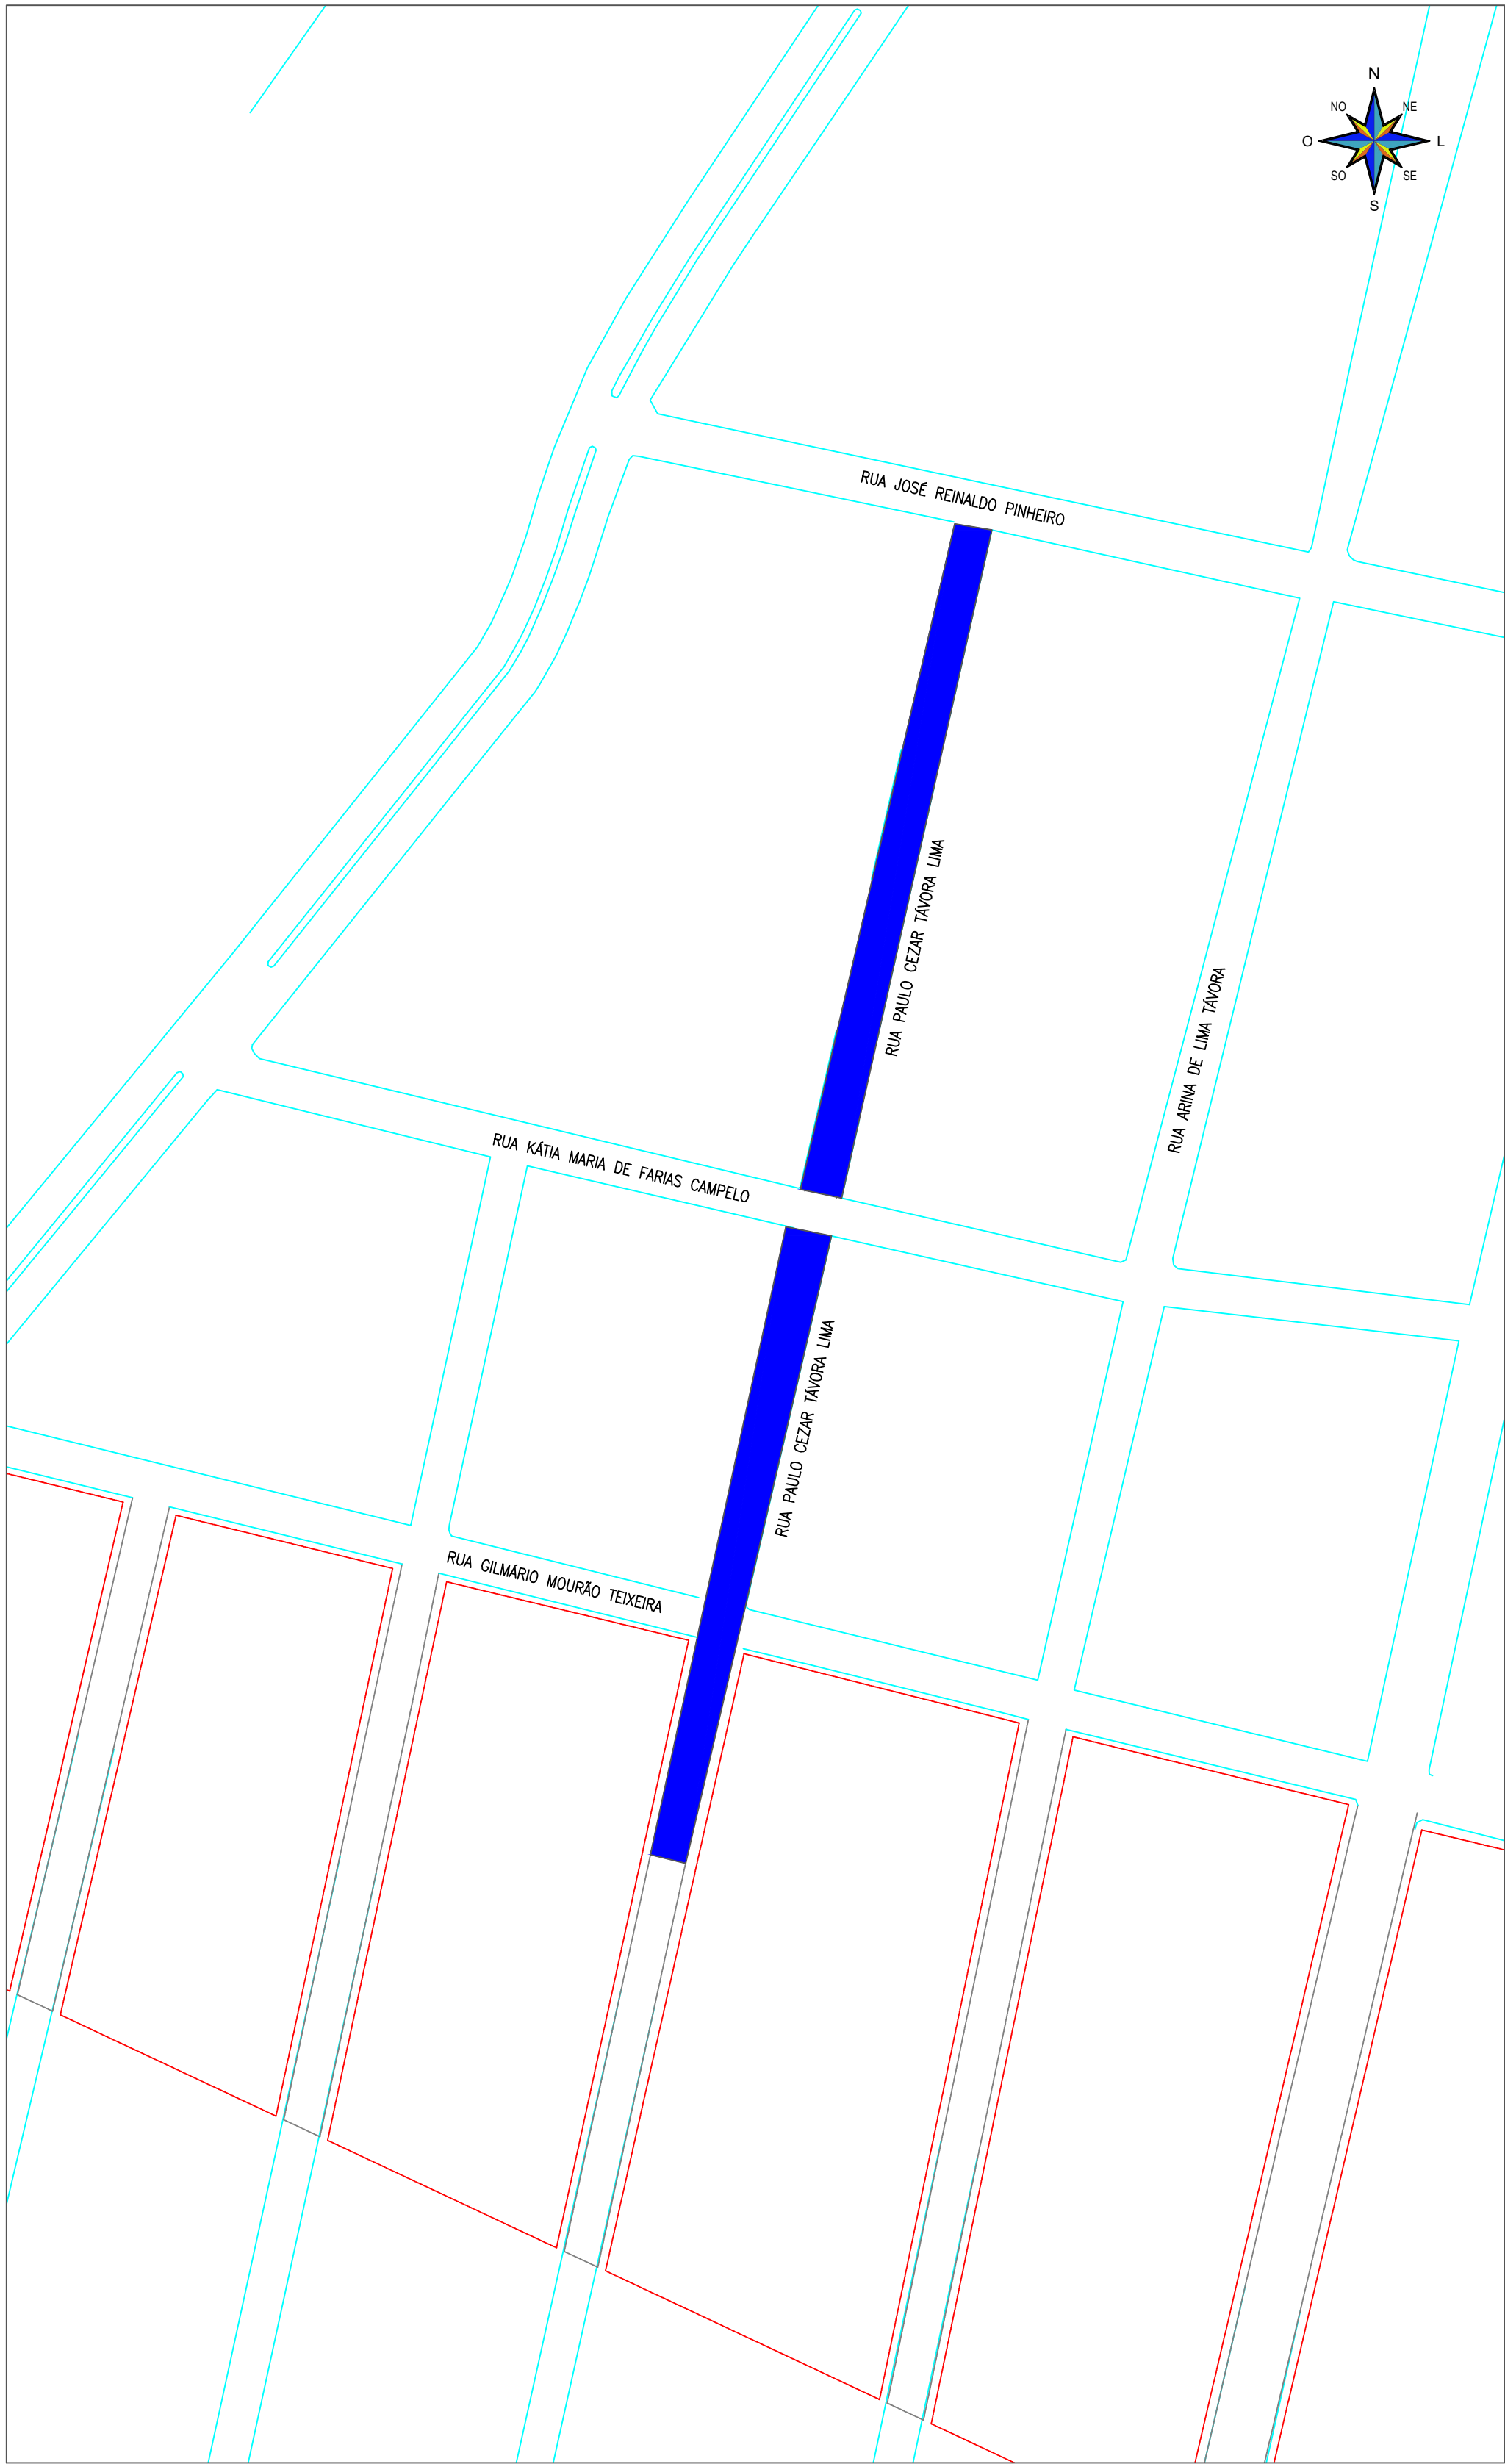 N
NO
NE
O
L
SO
SE
S
RUA JOSÉ REINALDO PINHEIRO
RUA PAULO CEZAR TÁVORA LIMA
RUA ARINA DE LIMA TÁVORA
RUA KÁTIA MARIA DE FARIAS CAMPELO
RUA PAULO CEZAR TÁVORA LIMA
RUA GILMÁRIO MOURÃO TEIXEIRA